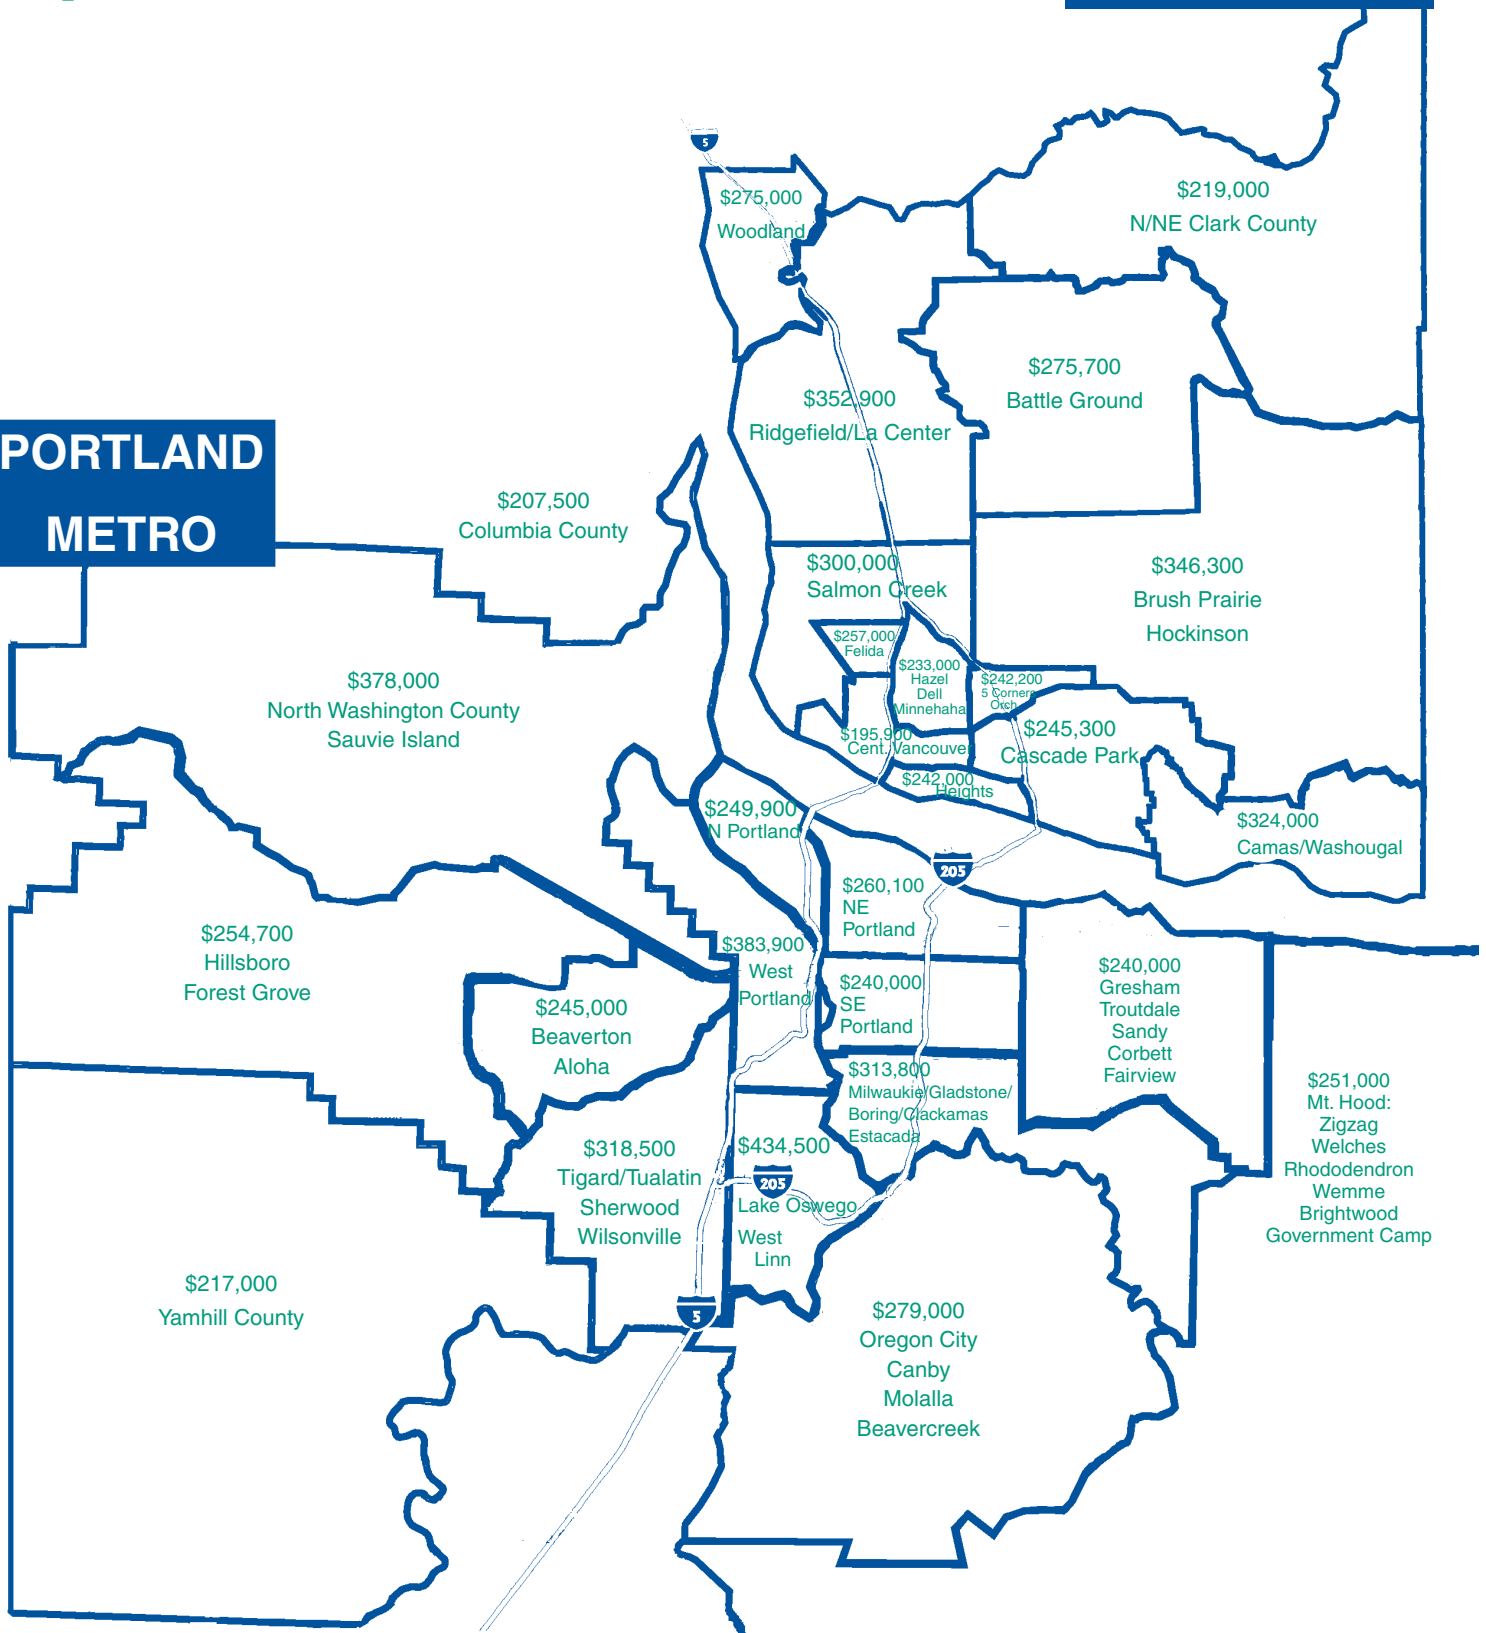 5
$275,000
Woodland
$219,000
N/NE Clark County
$275,700
Battle Ground
$352,900
Ridgefield/La Center
PORTLAND
METRO
$207,500
Columbia County
$300,000
Salmon Creek
$346,300
Brush Prairie
Hockinson
$257,000
Felida
$233,000
Hazel
Dell
Minnehaha
$242,200
5 Corners
Orch
$378,000
North Washington County
Sauvie Island
$195,900
Cent. Vancouver
$245,300
Cascade Park
$242,000
Heights
$249,900
N Portland
$324,000
Camas/Washougal
205
$260,100
NE
Portland
$254,700
Hillsboro
Forest Grove
$383,900
West
Portland
$240,000
SE
Portland
$240,000
Gresham
Troutdale
Sandy
Corbett
Fairview
$245,000
Beaverton
Aloha
$313,800
Milwaukie/Gladstone/
Boring/Clackamas
Estacada
$251,000
Mt. Hood:
Zigzag
Welches
Rhododendron
Wemme
Brightwood
Government Camp
$318,500
Tigard/Tualatin
Sherwood
Wilsonville
$434,500
205
Lake Oswego
West
Linn
$217,000
Yamhill County
5
$279,000
Oregon City
Canby
Molalla
Beavercreek